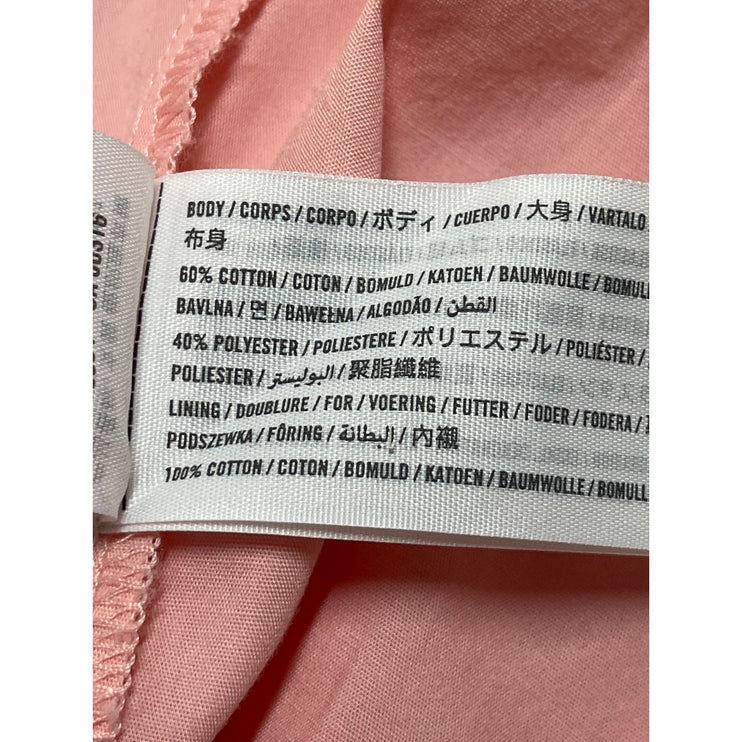 BODY / CORPS / CORPO / ボディ / CUERPO / 大身 / VARTALO
布身
60% COTTON / COTON / BOMULD / KATOEN / BAUMWOLLE / BOMULL
BAVLNA / 면 / BAWEŁNA / ALGODÃO / القطن
40% POLYESTER / POLIESTERE / ポリエステル / POLIÉSTER /
POLIESTER / البوليستر / 聚脂纖維
LINING / DOUBLURE / FOR / VOERING / FUTTER / FODER / FODERA /
PODSZEWKA / FÔRING / البطانة / 內襯
100% COTTON / COTON / BOMULD / KATOEN / BAUMWOLLE / BOMULL